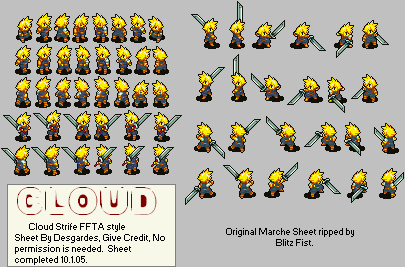 CLOUD
Cloud Strife FFTA style
Sheet By Desgardes, Give Credit, No
permission is needed. Sheet
completed 10.1.05.
Original Marche Sheet ripped by
Blitz Fist.